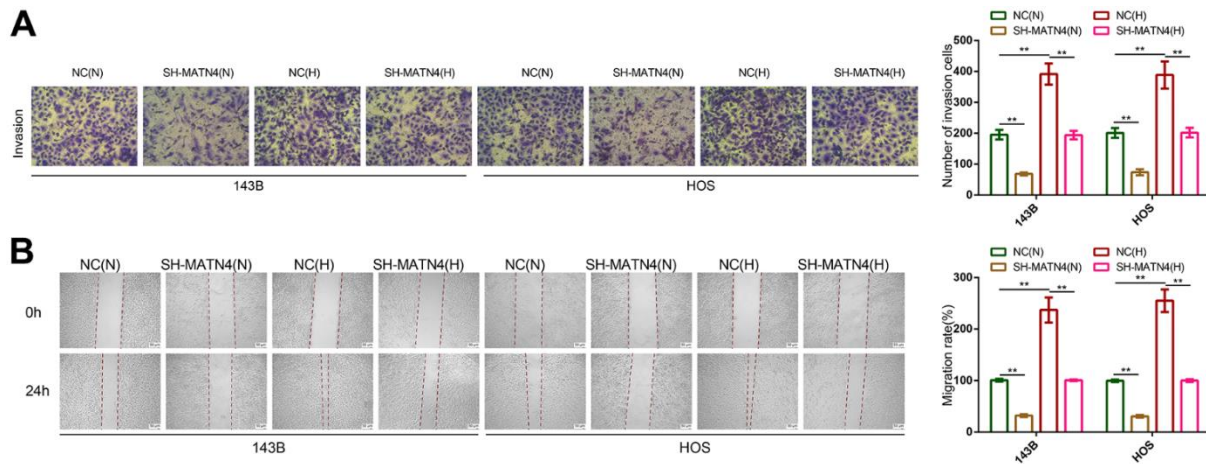 A
NC(N) SH-MATN4(N) NC(H) SH-MATN4(H) NC(N) SH-MATN4(N) NC(H) SH-MATN4(H)
Invasion
143B HOS
NC(N) NC(H)
SH-MATN4(N) SH-MATN4(H)
Number of invasion cells
500
400
300
200
100
0
** ** ** **
** **
143B HOS
B
NC(N) SH-MATN4(N) NC(H) SH-MATN4(H) NC(N) SH-MATN4(N) NC(H) SH-MATN4(H)
0h
24h
143B HOS
NC(N) NC(H)
SH-MATN4(N) SH-MATN4(H)
Migration rate(%)
300
200
100
0
** ** ** **
** **
143B HOS